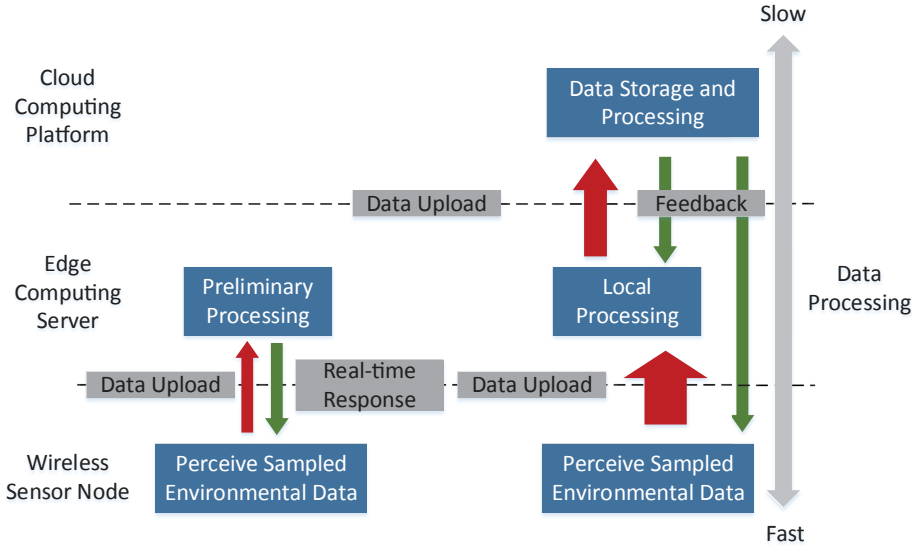 Slow
Cloud
Computing
Platform
Data Storage and
Processing
Data Upload
Feedback
Edge
Computing
Server
Preliminary
Processing
Local
Processing
Data
Processing
Data Upload
Real-time
Response
Data Upload
Wireless
Sensor Node
Perceive Sampled
Environmental Data
Perceive Sampled
Environmental Data
Fast